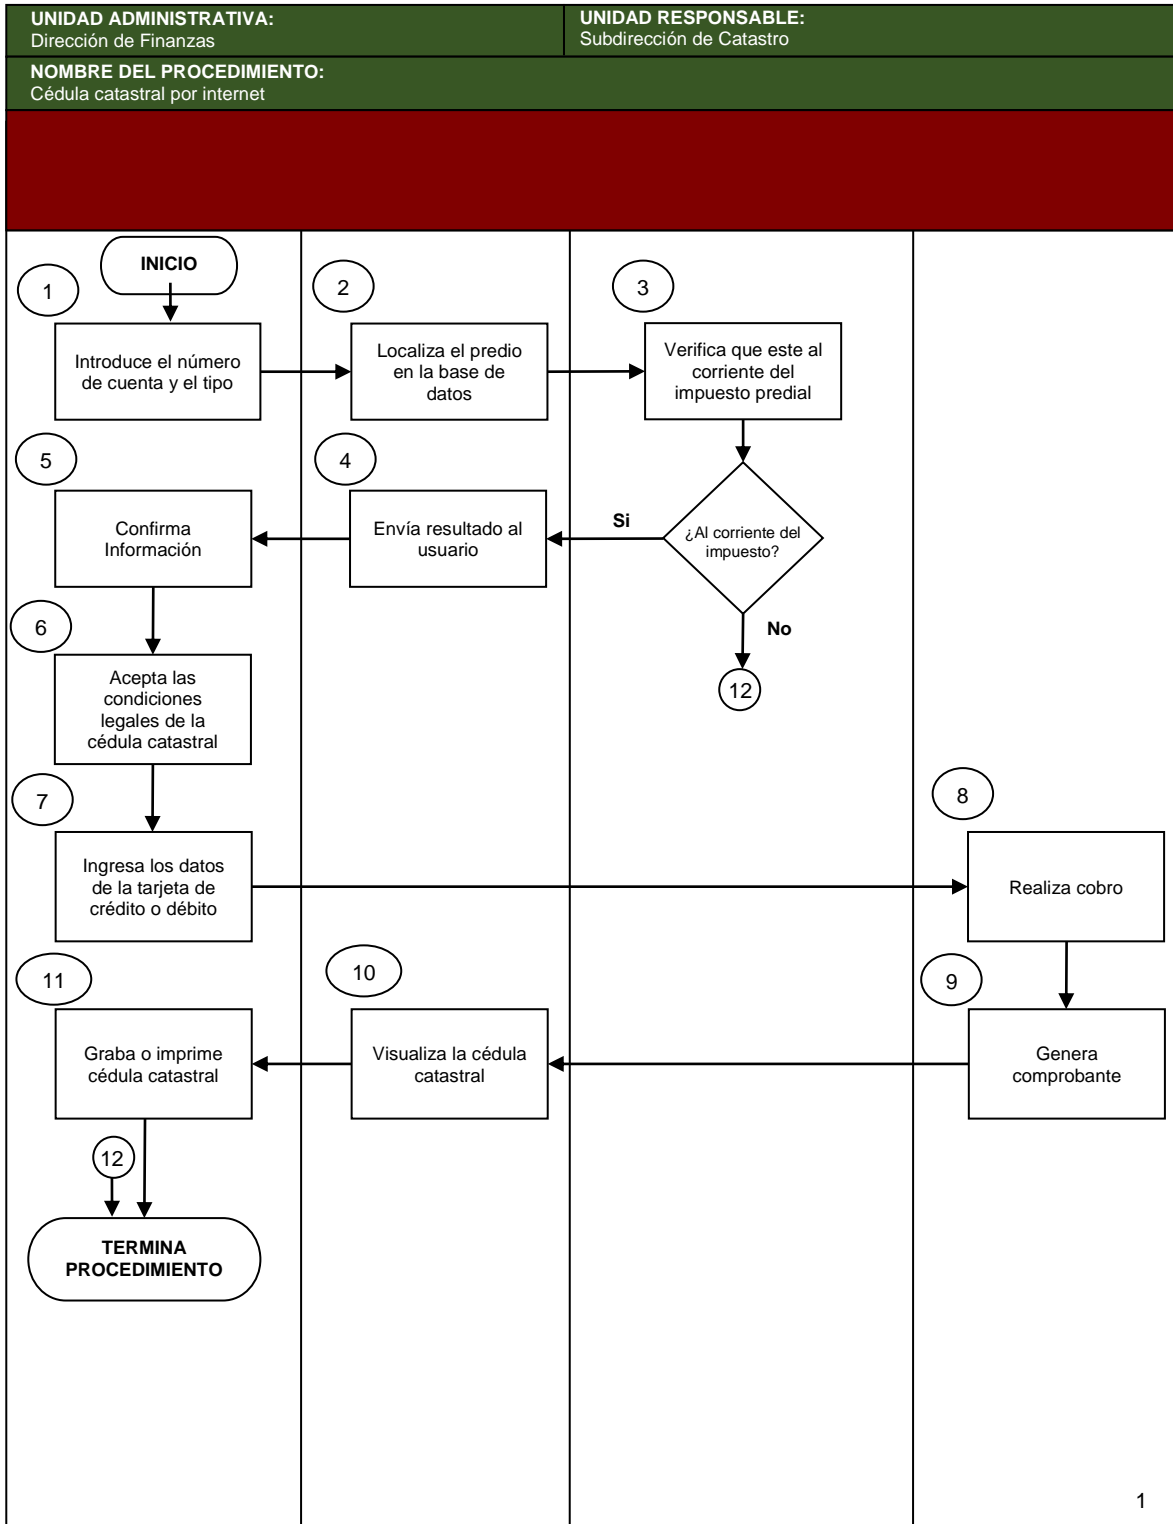 UNIDAD ADMINISTRATIVA:
Dirección de Finanzas
UNIDAD RESPONSABLE:
Subdirección de Catastro
NOMBRE DEL PROCEDIMIENTO:
Cédula catastral por internet
INICIO
1
Introduce el número
de cuenta y el tipo
2
Localiza el predio
en la base de
datos
3
Verifica que este al
corriente del
impuesto predial
¿Al corriente del
impuesto?
Si
No
12
4
Envía resultado al
usuario
5
Confirma
Información
6
Acepta las
condiciones
legales de la
cédula catastral
7
Ingresa los datos
de la tarjeta de
crédito o débito
8
Realiza cobro
9
Genera
comprobante
10
Visualiza la cédula
catastral
11
Graba o imprime
cédula catastral
12
TERMINA
PROCEDIMIENTO
1